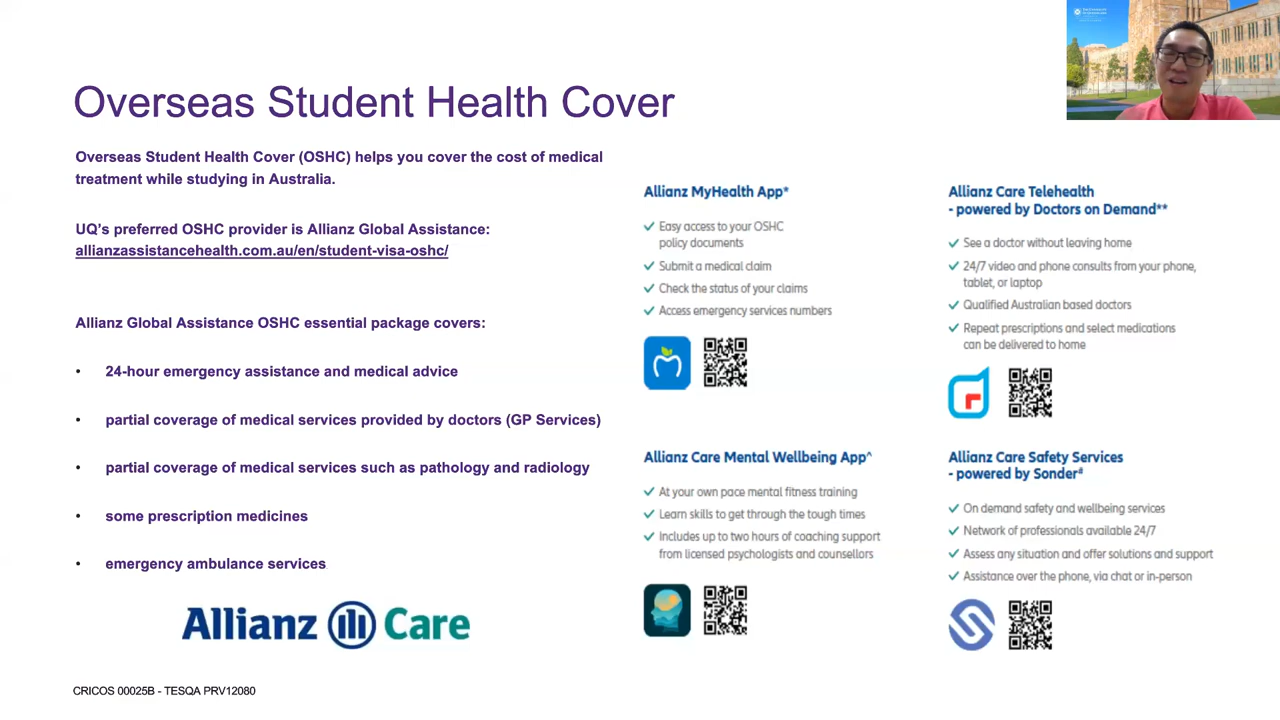 Overseas Student Health Cover
Overseas Student Health Cover (OSHC) helps you cover the cost of medical
treatment while studying in Australia.
UQ's preferred OSHC provider is Allianz Global Assistance:
allianzassistancehealth.com.au/en/student-visa-oshc/
Allianz Global Assistance OSHC essential package covers:
• 24-hour emergency assistance and medical advice
• partial coverage of medical services provided by doctors (GP Services)
• partial coverage of medical services such as pathology and radiology
• some prescription medicines
• emergency ambulance services
Allianz Care
Allianz MyHealth App*
✓ Easy access to your OSHC
policy documents
✓ Submit a medical claim
✓ Check the status of your claims
✓ Access emergency services numbers
Allianz Care Telehealth
- powered by Doctors on Demand**
✓ See a doctor without leaving home
✓ 24/7 video and phone consults from your phone,
tablet, or laptop
✓ Qualified Australian based doctors
✓ Repeat prescriptions and select medications
can be delivered to home
Allianz Care Mental Wellbeing App^
✓ At your own pace mental fitness training
✓ Learn skills to get through the tough times
✓ Includes up to two hours of coaching support
from licensed psychologists and counsellors
Allianz Care Safety Services
- powered by Sonder#
✓ On demand safety and wellbeing services
✓ Network of professionals available 24/7
✓ Assess any situation and offer solutions and support
✓ Assistance over the phone, via chat or in-person
CRICOS 00025B - TESQA PRV12080